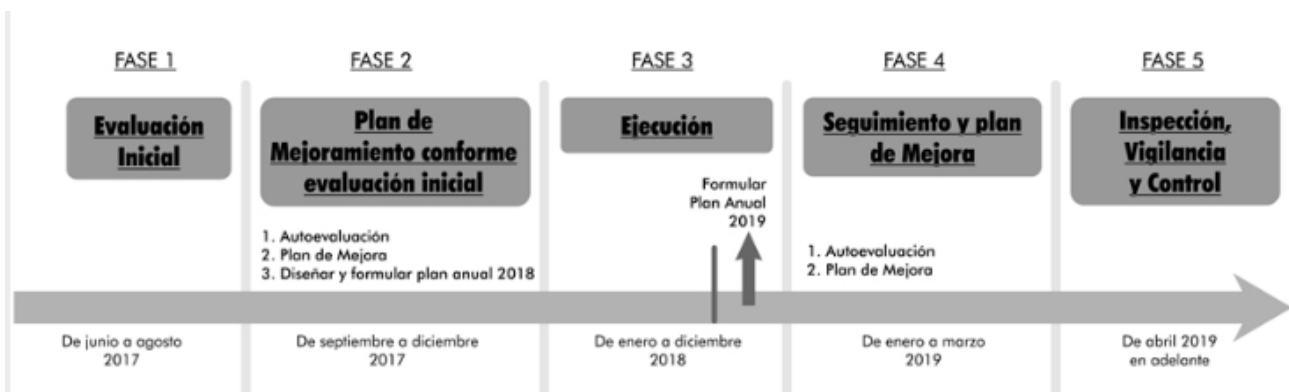 FASE 1
Evaluación
Inicial
De junio a agosto
2017
FASE 2
Plan de
Mejoramiento conforme
evaluación inicial
1. Autoevaluación
2. Plan de Mejora
3. Diseñar y formular plan anual 2018
De septiembre a diciembre
2017
FASE 3
Ejecución
Formular
Plan Anual
2019
De enero a diciembre
2018
FASE 4
Seguimiento y plan
de Mejora
1. Autoevaluación
2. Plan de Mejora
De enero a marzo
2019
FASE 5
Inspección,
Vigilancia
y Control
De abril 2019
en adelante